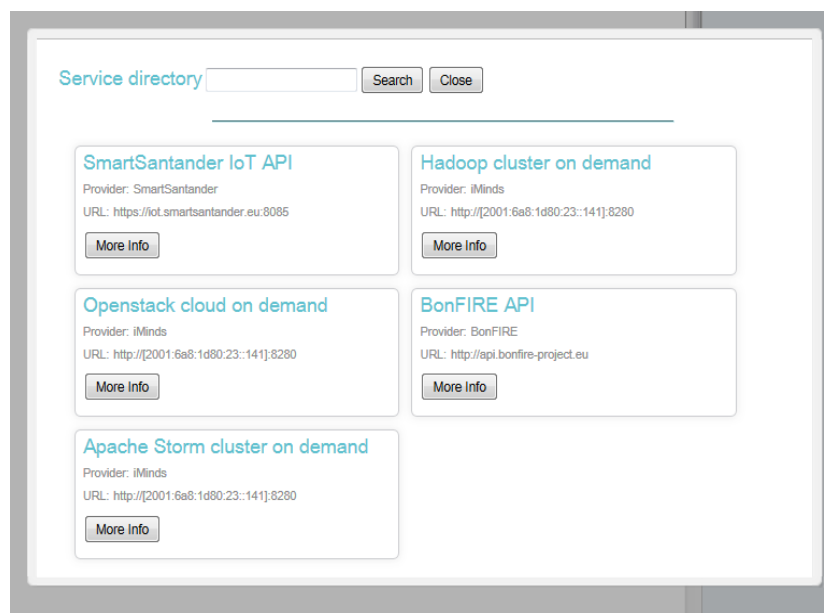 Service directory Search Close
SmartSantander IoT API
Provider: SmartSantander
URL: https://iot.smartsantander.eu:8085
More Info
Hadoop cluster on demand
Provider: iMinds
URL: http://[2001:6a8:1d80:23::141]:8280
More Info
Openstack cloud on demand
Provider: iMinds
URL: http://[2001:6a8:1d80:23::141]:8280
More Info
BonFIRE API
Provider: BonFIRE
URL: http://api.bonfire-project.eu
More Info
Apache Storm cluster on demand
Provider: iMinds
URL: http://[2001:6a8:1d80:23::141]:8280
More Info